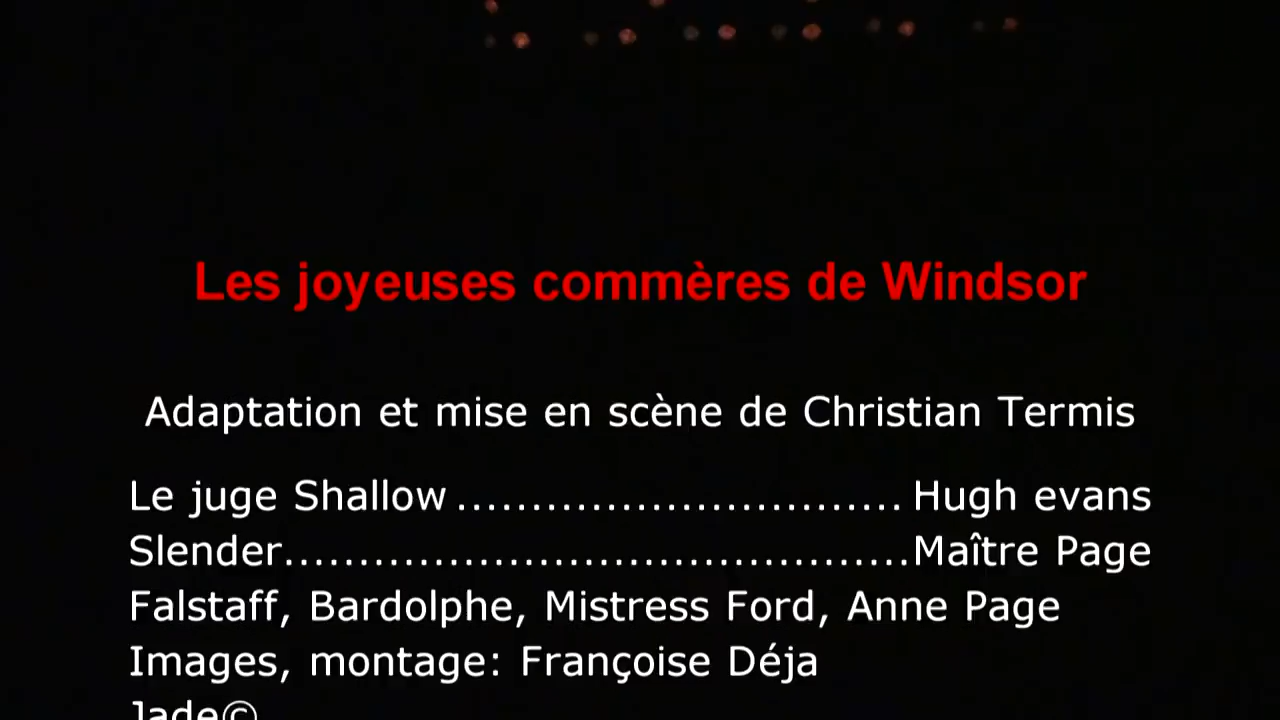 Les joyeuses commères de Windsor
Adaptation et mise en scène de Christian Termis
Le juge Shallow .............................. Hugh evans
Slender..........................................Maître Page
Falstaff, Bardolphe, Mistress Ford, Anne Page
Images, montage: Françoise Déja
Jade©